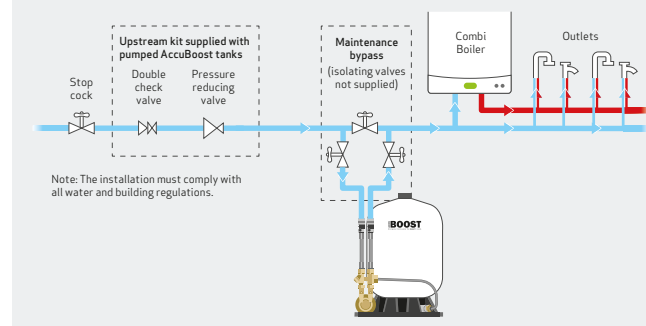 Upstream kit supplied with
pumped AccuBoost tanks
Stop
cock
Double
check
valve
Pressure
reducing
valve
Maintenance
bypass
(isolating valves
not supplied)
Combi
Boiler
Outlets
Note: The installation must comply with
all water and building regulations.
BOOST